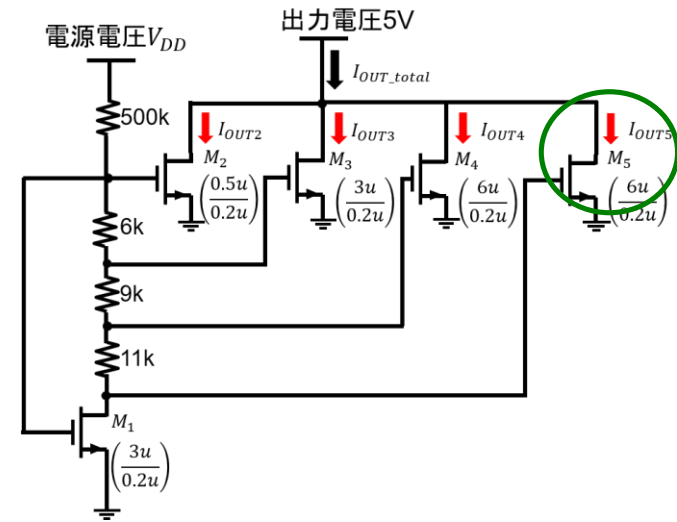 電源電圧V_DD
出力電圧5V
I_OUT_total
500k
I_OUT2
I_OUT3
I_OUT4
I_OUT5
M_2
M_3
M_4
M_5
(0.5u/0.2u)
(3u/0.2u)
(6u/0.2u)
(6u/0.2u)
6k
9k
11k
M_1
(3u/0.2u)